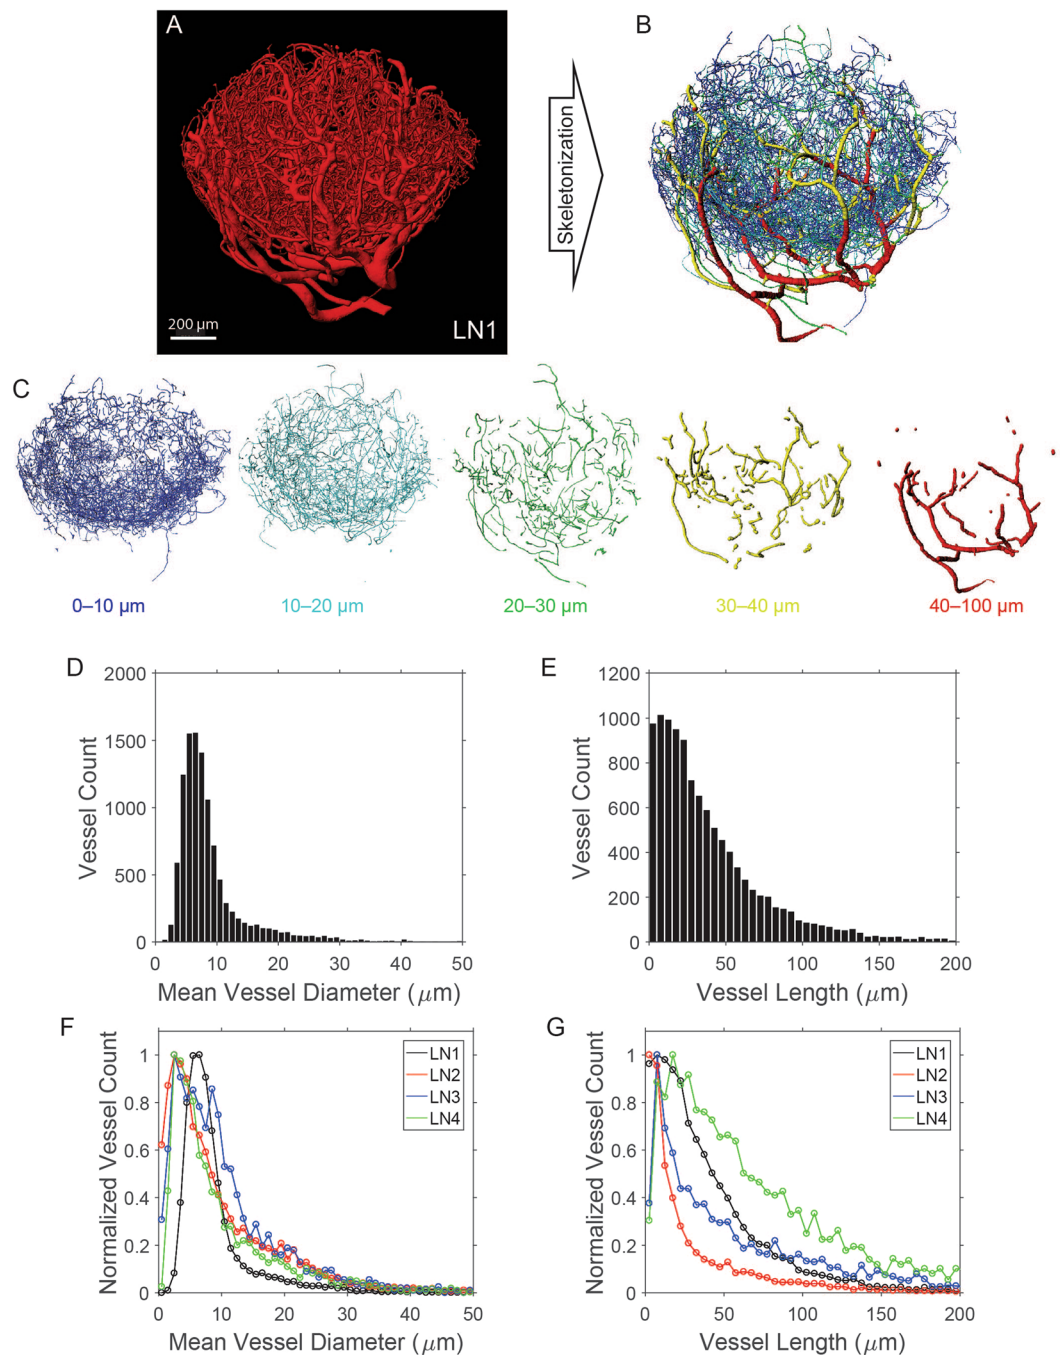 A
200 µm
LN1
Skeletonization
B
C
0–10 µm
10–20 µm
20–30 µm
30–40 µm
40–100 µm
D
2000
1500
1000
500
0
Vessel Count
0 10 20 30 40 50
Mean Vessel Diameter (µm)
E
1200
1000
800
600
400
200
0
Vessel Count
0 50 100 150 200
Vessel Length (µm)
F
1
0.8
0.6
0.4
0.2
0
Normalized Vessel Count
LN1
LN2
LN3
LN4
0 10 20 30 40 50
Mean Vessel Diameter (µm)
G
1
0.8
0.6
0.4
0.2
0
Normalized Vessel Count
LN1
LN2
LN3
LN4
0 50 100 150 200
Vessel Length (µm)